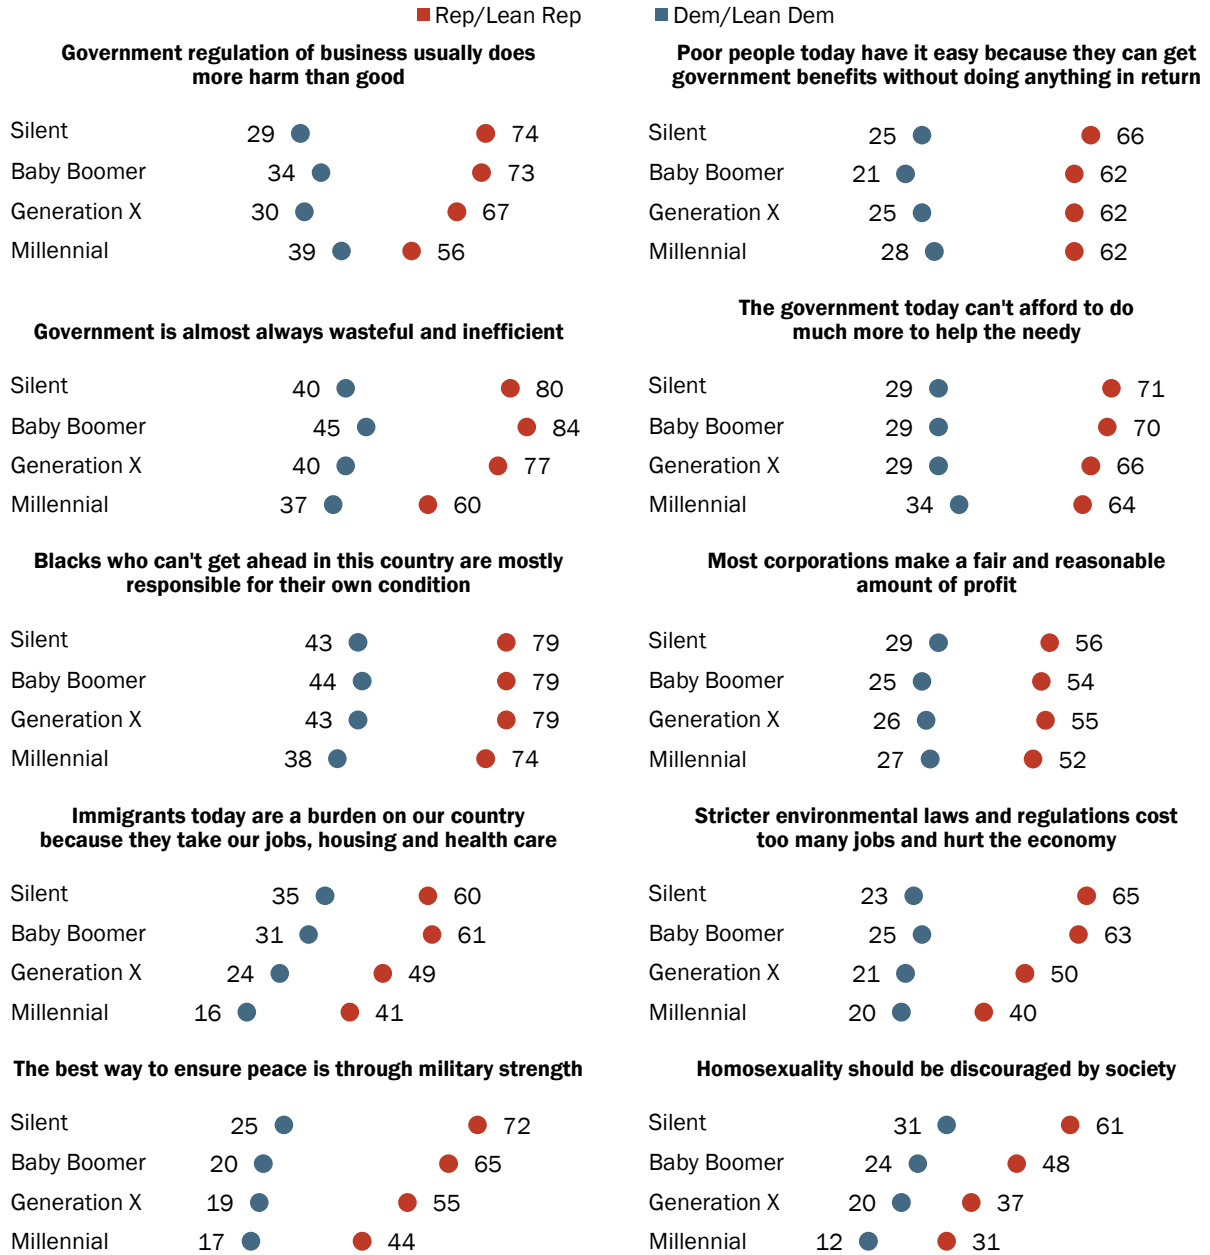 Rep/Lean Rep Dem/Lean Dem
Government regulation of business usually does
more harm than good
Silent 29 74
Baby Boomer 34 73
Generation X 30 67
Millennial 39 56
Poor people today have it easy because they can get
government benefits without doing anything in return
Silent 25 66
Baby Boomer 21 62
Generation X 25 62
Millennial 28 62
Government is almost always wasteful and inefficient
Silent 40 80
Baby Boomer 45 84
Generation X 40 77
Millennial 37 60
The government today can't afford to do
much more to help the needy
Silent 29 71
Baby Boomer 29 70
Generation X 29 66
Millennial 34 64
Blacks who can't get ahead in this country are mostly
responsible for their own condition
Silent 43 79
Baby Boomer 44 79
Generation X 43 79
Millennial 38 74
Most corporations make a fair and reasonable
amount of profit
Silent 29 56
Baby Boomer 25 54
Generation X 26 55
Millennial 27 52
Immigrants today are a burden on our country
because they take our jobs, housing and health care
Silent 35 60
Baby Boomer 31 61
Generation X 24 49
Millennial 16 41
Stricter environmental laws and regulations cost
too many jobs and hurt the economy
Silent 23 65
Baby Boomer 25 63
Generation X 21 50
Millennial 20 40
The best way to ensure peace is through military strength
Silent 25 72
Baby Boomer 20 65
Generation X 19 55
Millennial 17 44
Homosexuality should be discouraged by society
Silent 31 61
Baby Boomer 24 48
Generation X 20 37
Millennial 12 31